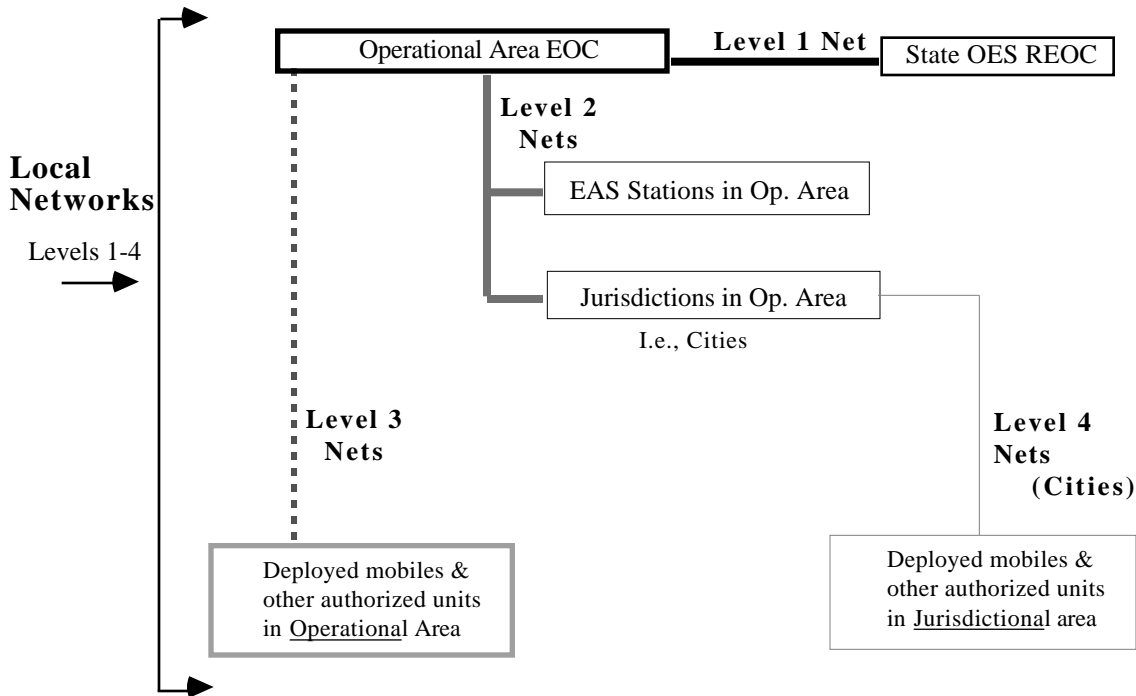 Operational Area EOC
Level 1 Net
State OES REOC
Level 2
Nets
Local
Networks
Levels 1-4
EAS Stations in Op. Area
Jurisdictions in Op. Area
I.e., Cities
Level 3
Nets
Level 4
Nets
(Cities)
Deployed mobiles &
other authorized units
in Operational Area
Deployed mobiles &
other authorized units
in Jurisdictional area